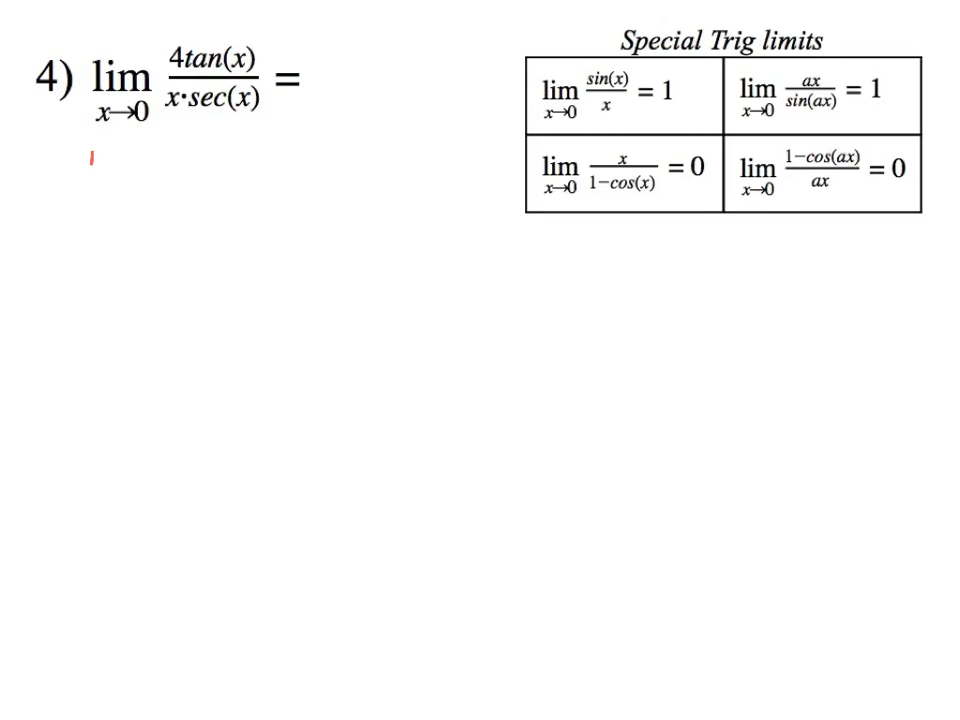 4) lim x→0 4tan(x)/x·sec(x) =
Special Trig limits
lim x→0 sin(x)/x = 1
lim x→0 ax/sin(ax) = 1
lim x→0 x/1−cos(x) = 0
lim x→0 1−cos(ax)/ax = 0